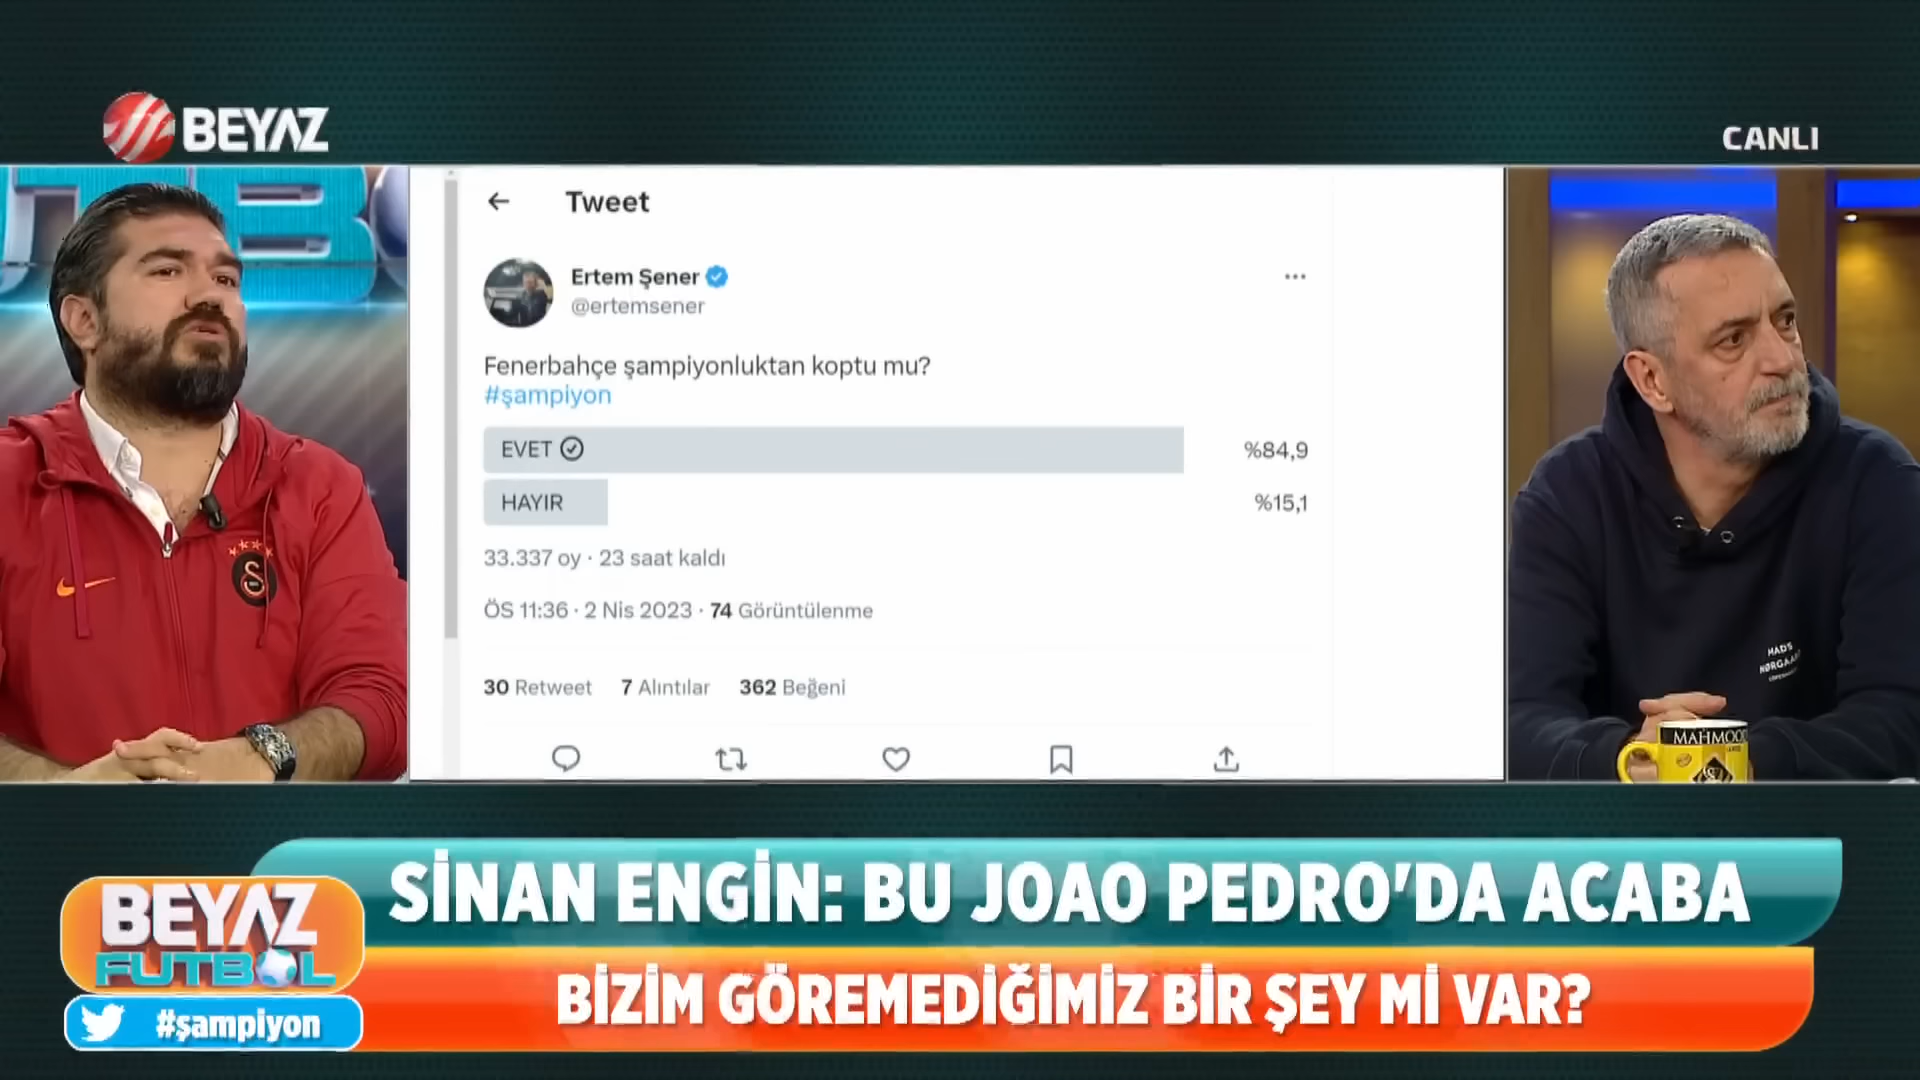 BEYAZ
CANLI
Tweet
Ertem Şener
@ertemsener
Fenerbahçe şampiyonluktan koptu mu?
#şampiyon
EVET
%84,9
HAYIR
%15,1
33.337 oy · 23 saat kaldı
ÖS 11:36 · 2 Nis 2023 · 74 Görüntülenme
30 Retweet 7 Alıntılar 362 Beğeni
MADS
NØRGAARD
MAHMOOD
SİNAN ENGİN: BU JOAO PEDRO'DA ACABA
BİZİM GÖREMEDİĞİMİZ BİR ŞEY Mİ VAR?
BEYAZ
FUTBOL
#şampiyon